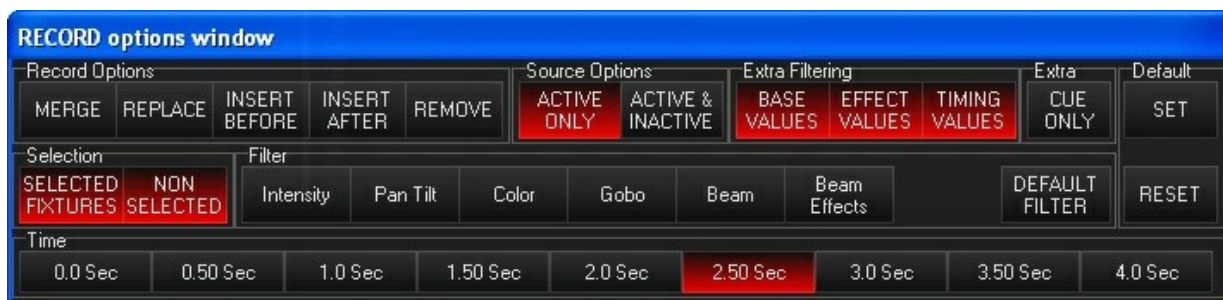 RECORD options window
Record Options
MERGE
REPLACE
INSERT BEFORE
INSERT AFTER
REMOVE
Source Options
ACTIVE ONLY
ACTIVE & INACTIVE
Extra Filtering
BASE VALUES
EFFECT VALUES
TIMING VALUES
Extra
CUE ONLY
Default
SET
Selection
SELECTED FIXTURES
NON SELECTED
Filter
Intensity
Pan Tilt
Color
Gobo
Beam
Beam Effects
DEFAULT FILTER
RESET
Time
0.0 Sec
0.50 Sec
1.0 Sec
1.50 Sec
2.0 Sec
2.50 Sec
3.0 Sec
3.50 Sec
4.0 Sec